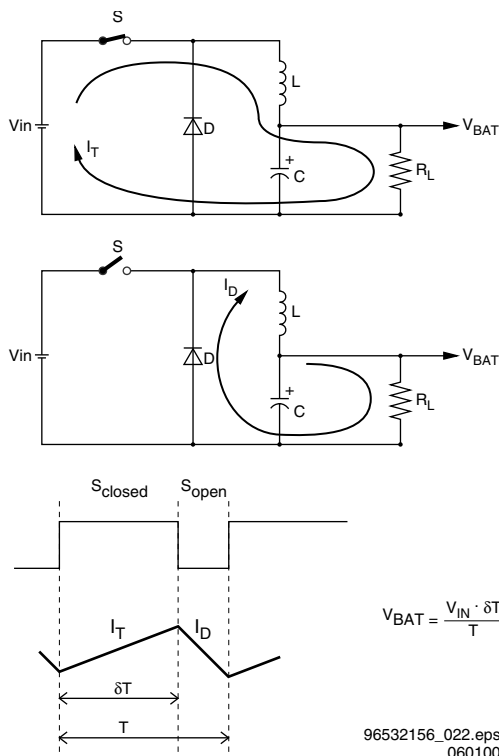 S
L
Vin
D
V_BAT
I_T
+
C
R_L
S
I_D
L
Vin
D
V_BAT
+
C
R_L
S_closed S_open
I_T I_D
V_BAT = V_IN · δT / T
δT
T
96532156_022.eps
060100